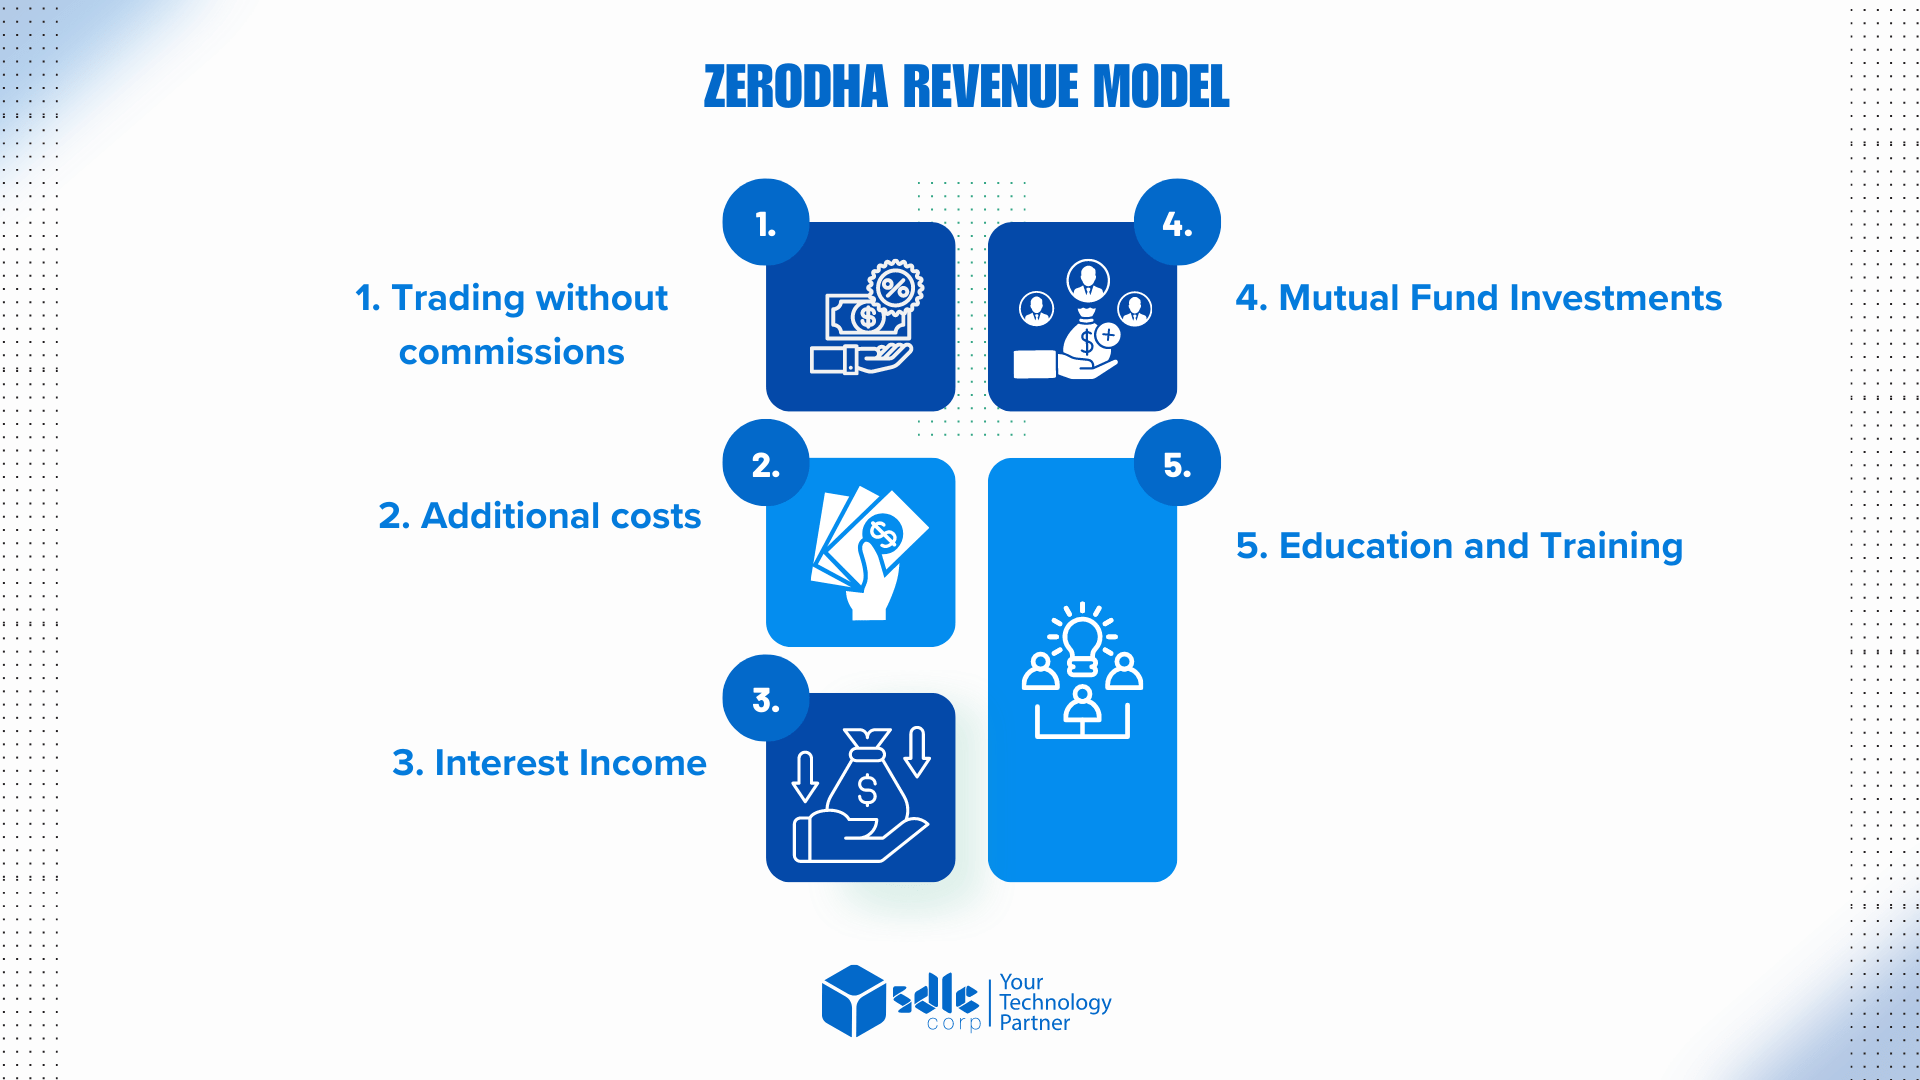 ZERODHA REVENUE MODEL
1.
1. Trading without
commissions
2.
2. Additional costs
3.
3. Interest Income
4.
4. Mutual Fund Investments
5.
5. Education and Training
%
$
$
$
$
sdlc
corp
Your
Technology
Partner